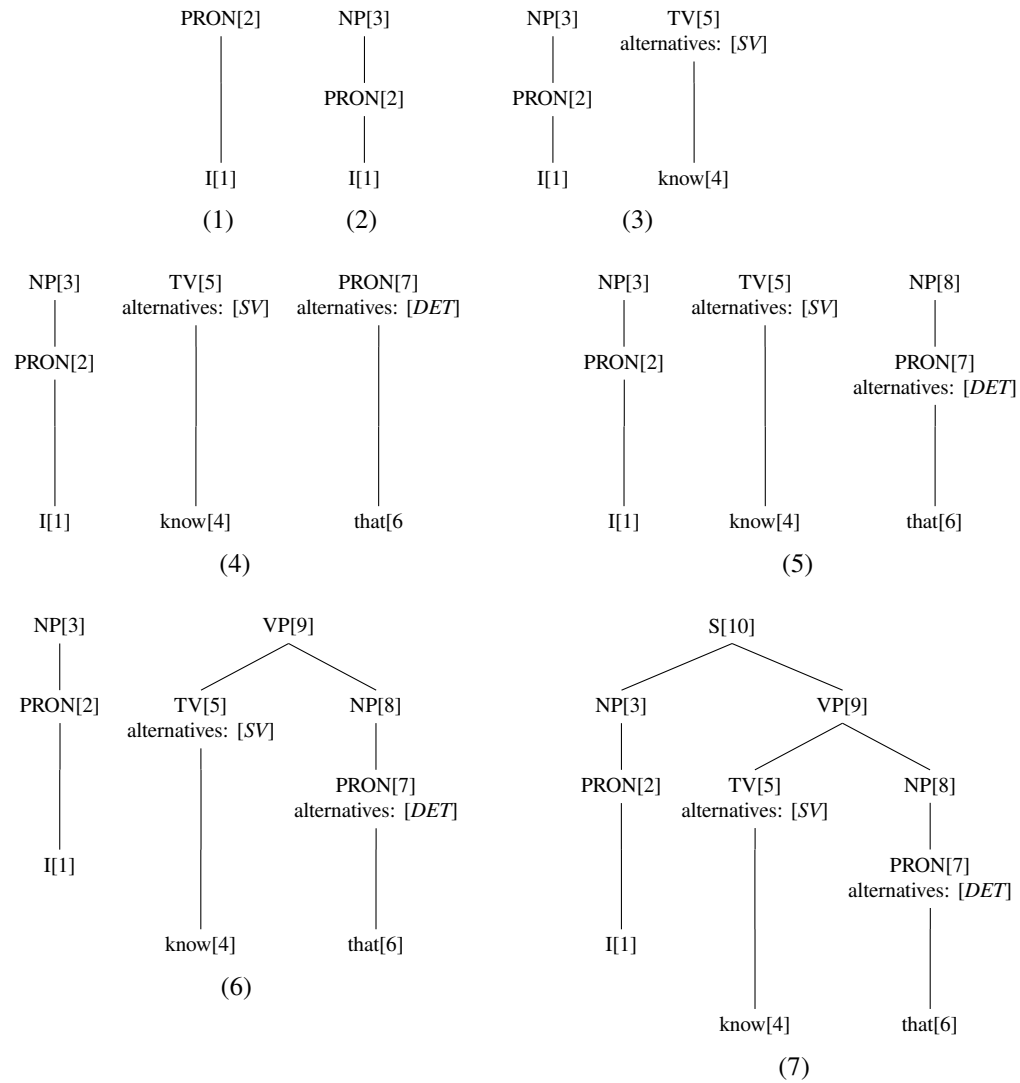 PRON[2] NP[3] NP[3] TV[5]
alternatives: [SV]
PRON[2] PRON[2]
I[1] I[1] I[1] know[4]
(1) (2) (3)
NP[3] TV[5] PRON[7] NP[3] TV[5] NP[8]
alternatives: [SV] alternatives: [DET] alternatives: [SV]
PRON[2] PRON[2] PRON[7]
alternatives: [DET]
I[1] know[4] that[6 I[1] know[4] that[6]
(4) (5)
NP[3] VP[9] S[10]
PRON[2] TV[5] NP[8] NP[3] VP[9]
alternatives: [SV]
PRON[7] PRON[2] TV[5] NP[8]
alternatives: [DET] alternatives: [SV]
I[1] PRON[7]
alternatives: [DET]
know[4] that[6] I[1]
(6)
know[4] that[6]
(7)